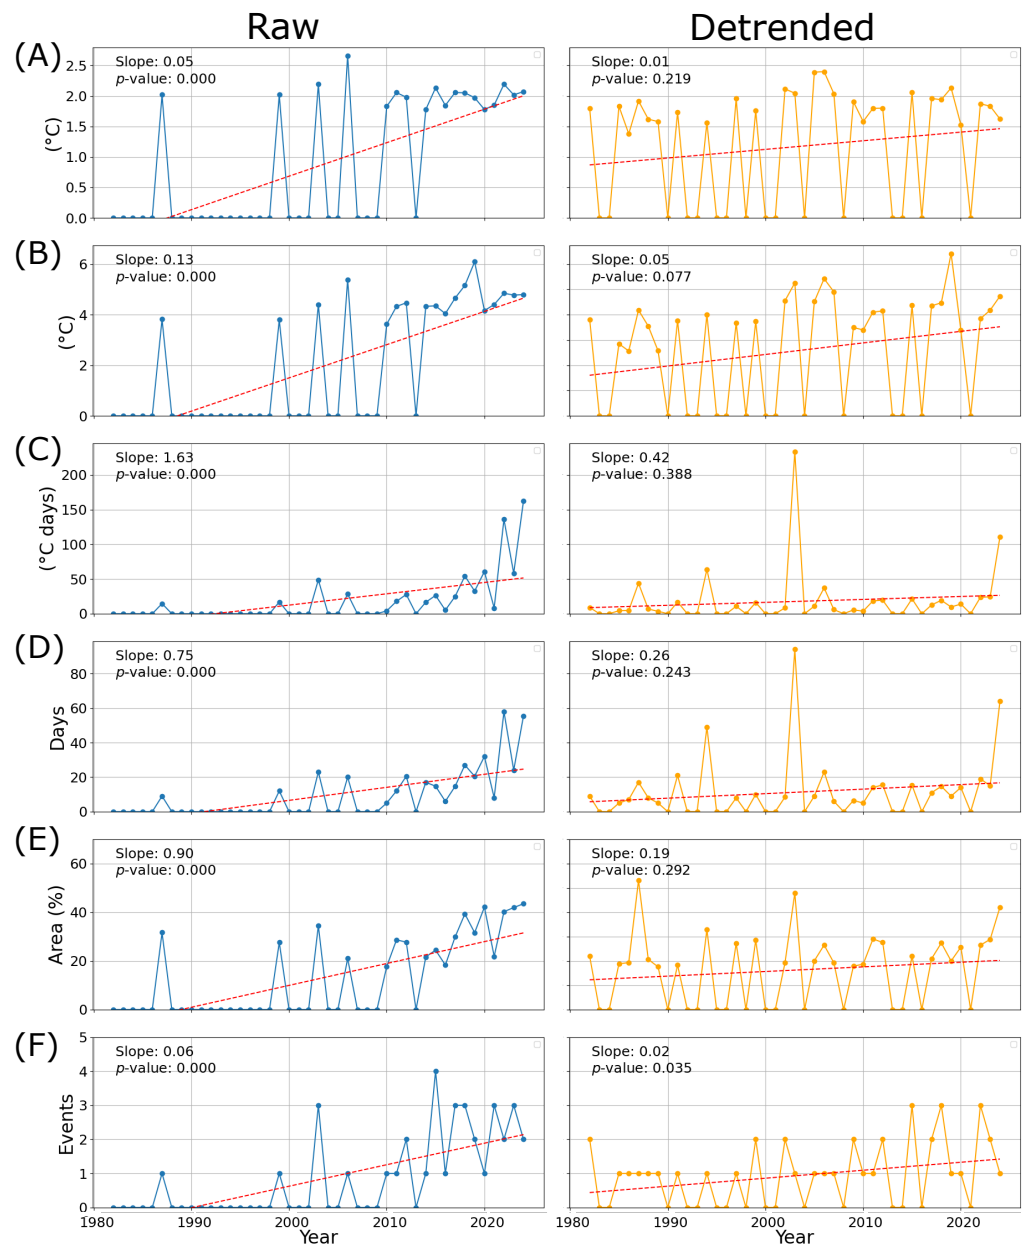 Raw Detrended
(A)
Slope: 0.05
p-value: 0.000
Slope: 0.01
p-value: 0.219
(°C)
2.5
2.0
1.5
1.0
0.5
0.0
(B)
Slope: 0.13
p-value: 0.000
Slope: 0.05
p-value: 0.077
(°C)
6
4
2
0
(C)
Slope: 1.63
p-value: 0.000
Slope: 0.42
p-value: 0.388
(°C days)
200
150
100
50
0
(D)
Slope: 0.75
p-value: 0.000
Slope: 0.26
p-value: 0.243
Days
80
60
40
20
0
(E)
Slope: 0.90
p-value: 0.000
Slope: 0.19
p-value: 0.292
Area (%)
60
40
20
0
(F)
Slope: 0.06
p-value: 0.000
Slope: 0.02
p-value: 0.035
Events
5
4
3
2
1
0
1980 1990 2000 2010 2020
1980 1990 2000 2010 2020
Year Year